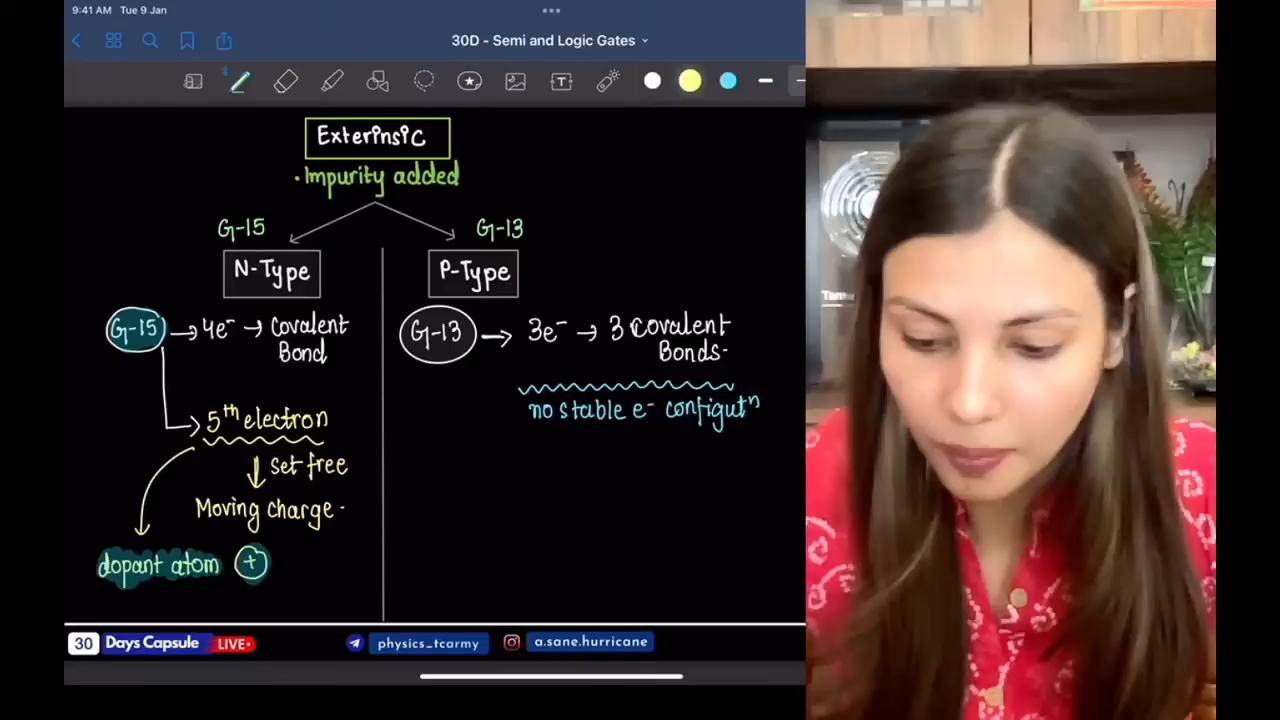 9:41 AM Tue 9 Jan
30D - Semi and Logic Gates
T
Exterinsic
· Impurity added
G-15
G-13
N-Type
P-Type
G-15 → 4e⁻ → Covalent
Bond
G-13 → 3e⁻ → 3 Covalent
Bonds-
no stable e- configutⁿ
5th electron
Set free
Moving charge -
dopant atom +
30 Days Capsule LIVE
physics_tcarmy
a.sane.hurricane